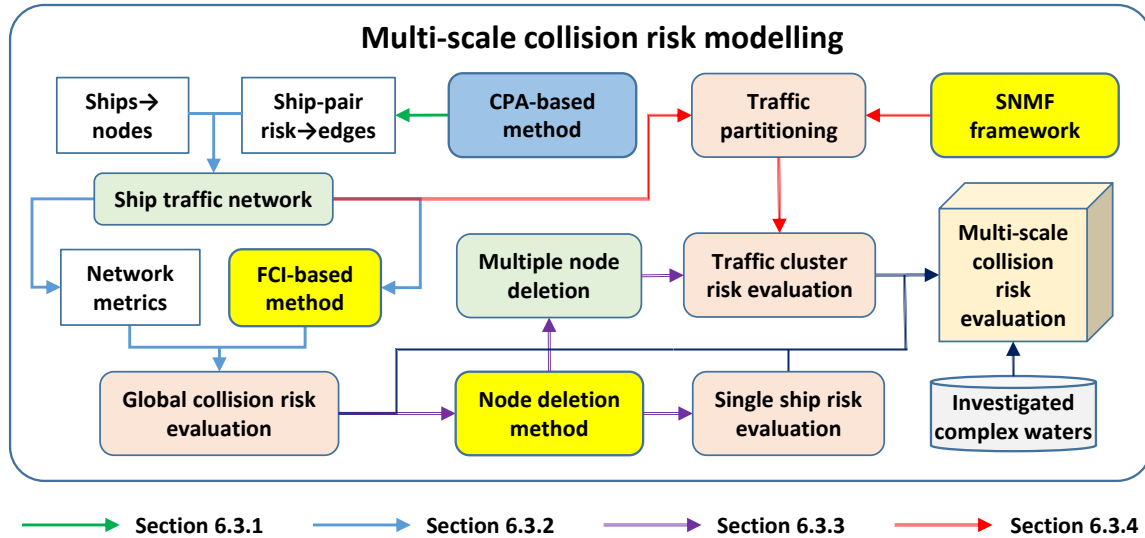 Multi-scale collision risk modelling
Ships→
nodes
Ship-pair
risk→edges
CPA-based
method
Traffic
partitioning
SNMF
framework
Ship traffic network
Network
metrics
FCI-based
method
Multiple node
deletion
Traffic cluster
risk evaluation
Multi-scale
collision
risk
evaluation
Global collision risk
evaluation
Node deletion
method
Single ship risk
evaluation
Investigated
complex waters
Section 6.3.1
Section 6.3.2
Section 6.3.3
Section 6.3.4